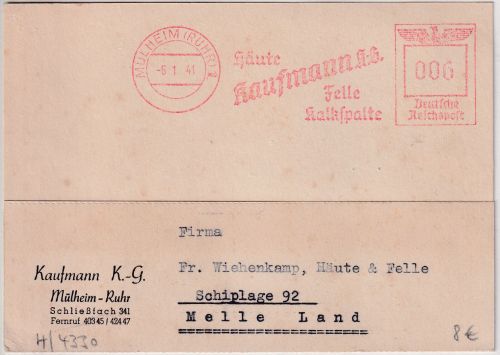 MÜLHEIM (RUHR) 1
-6.1.41
Häute
Kaufmann K.G.
Felle
Kalkspalte
006
Deutsche
Reichspost
Firma
Fr. Wiehenkamp, Häute & Felle
Schiplage 92
Melle Land
Kaufmann K.-G.
Mülheim-Ruhr
Schließfach 341
Fernruf 40345 / 42447
H/4330
8€